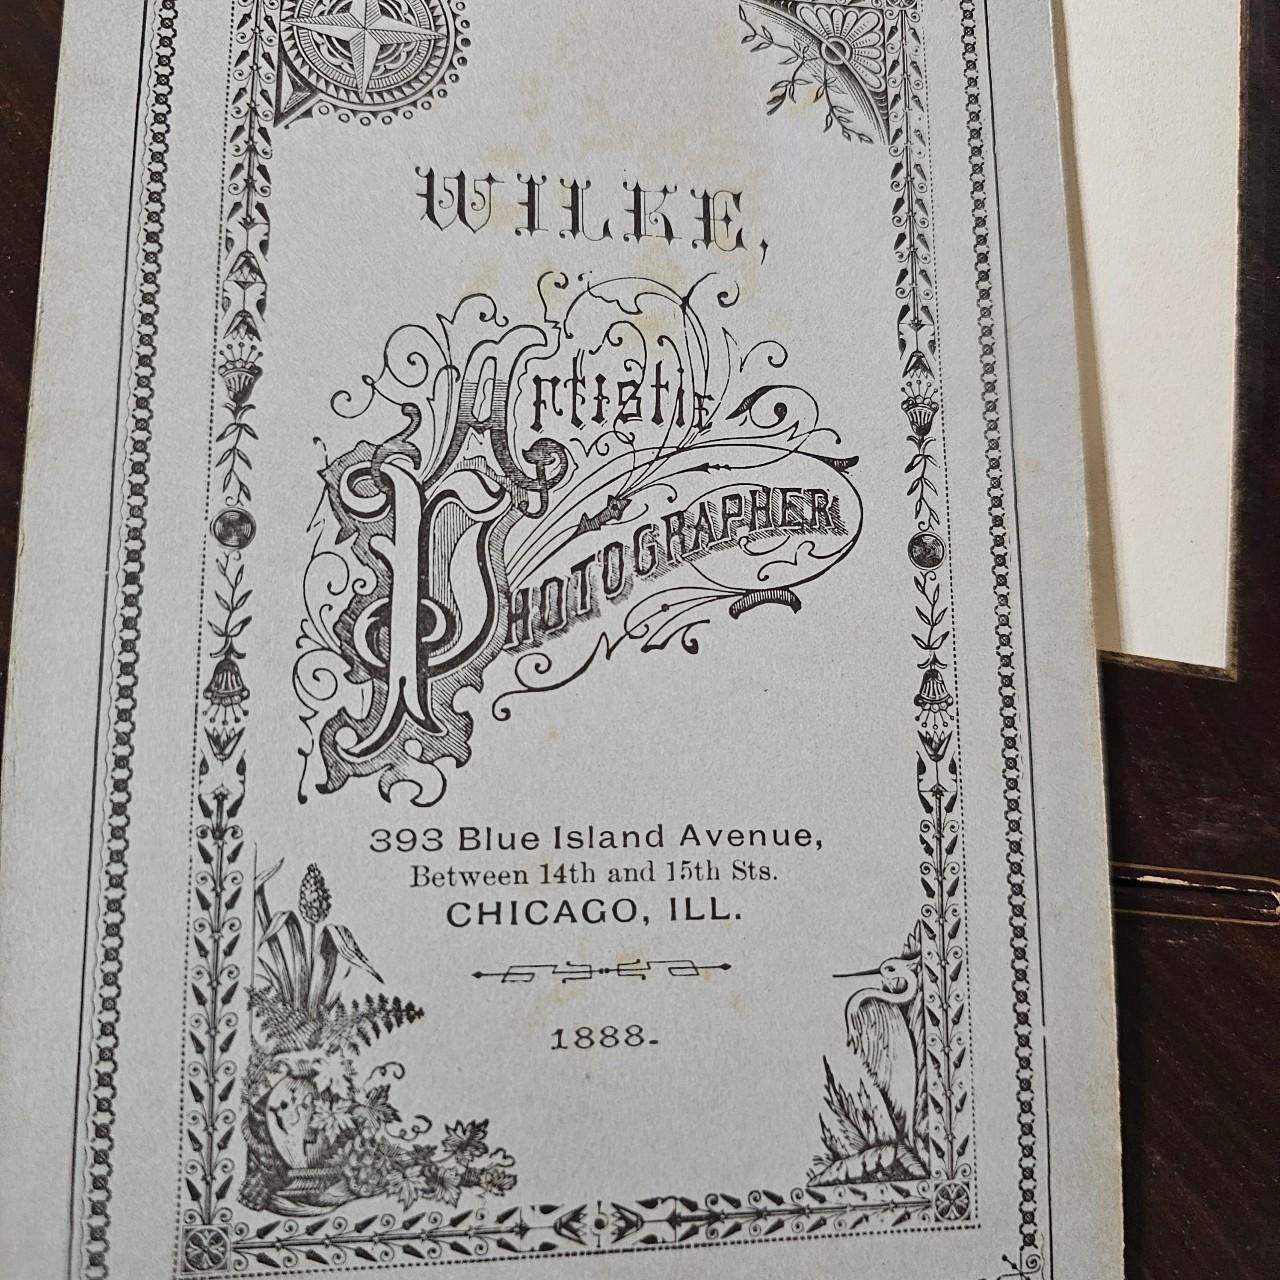 WILKE,
Artistic
PHOTOGRAPHER
393 Blue Island Avenue,
Between 14th and 15th Sts.
CHICAGO, ILL.
1888.